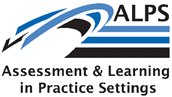 ALPS
Assessment & Learning
in Practice Settings